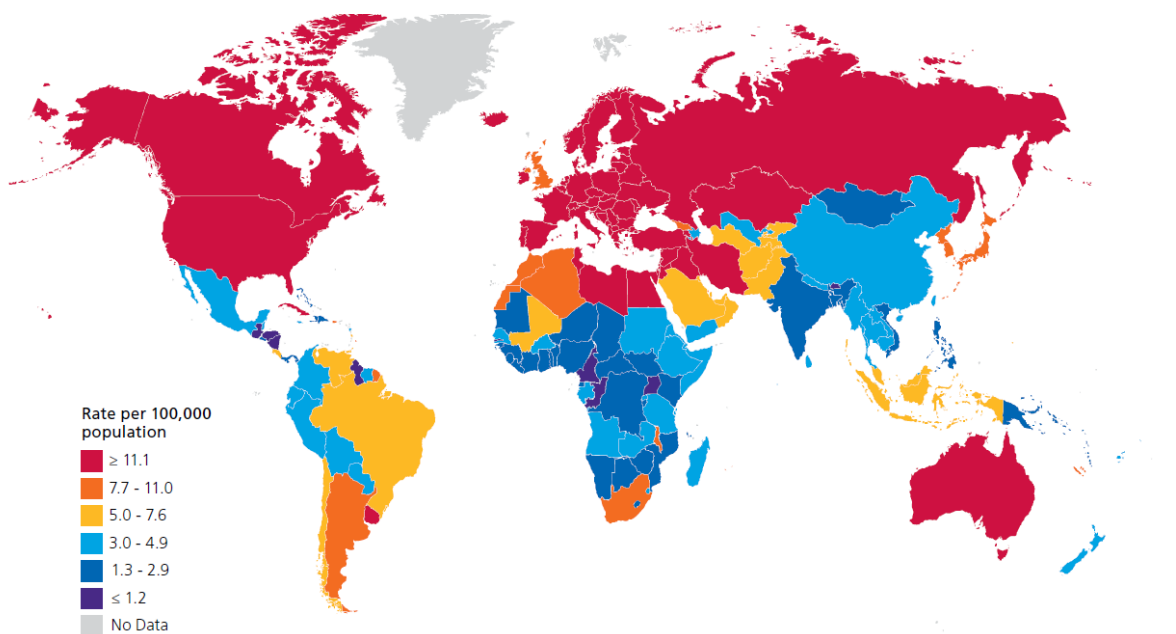 Rate per 100,000
population
≥ 11.1
7.7 - 11.0
5.0 - 7.6
3.0 - 4.9
1.3 - 2.9
≤ 1.2
No Data